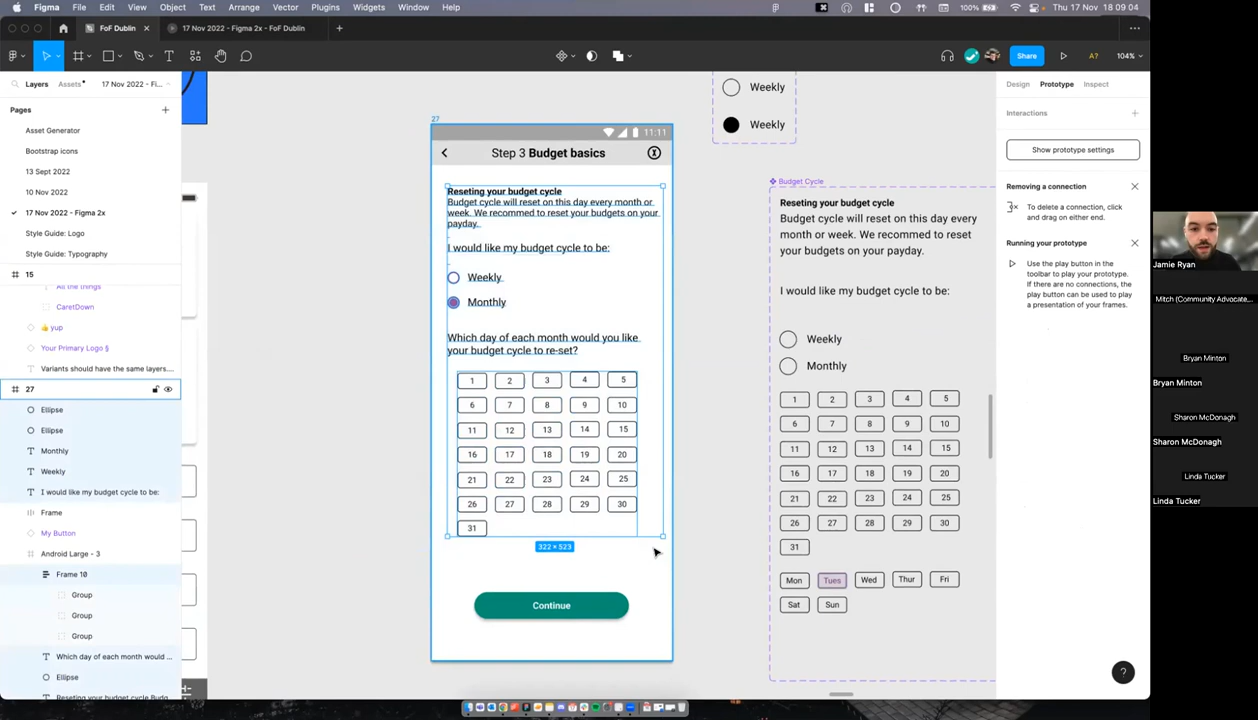 Figma File Edit View Object Text Arrange Vector Plugins Widgets Window Help
100% Thu 17 Nov 18 09 04
FoF Dublin
17 Nov 2022 - Figma 2x - FoF Dublin
Share
A?
104%
Layers
Assets
17 Nov 2022 - Fi...
Pages
Asset Generator
Bootstrap icons
13 Sept 2022
10 Nov 2022
17 Nov 2022 - Figma 2x
Style Guide: Logo
Style Guide: Typography
15
All the things
CaretDown
👍 yup
Your Primary Logo §
Variants should have the same layers...
27
Ellipse
Ellipse
Monthly
Weekly
I would like my budget cycle to be:
Frame
My Button
Android Large - 3
Frame 10
Group
Group
Group
Which day of each month would ...
Ellipse
Reseting your budget cycle Budg
27
11:11
Step 3 Budget basics
Reseting your budget cycle
Budget cycle will reset on this day every month or
week. We recommed to reset your budgets on your
payday.
I would like my budget cycle to be:
Weekly
Monthly
Which day of each month would you like
your budget cycle to re-set?
1 2 3 4 5
6 7 8 9 10
11 12 13 14 15
16 17 18 19 20
21 22 23 24 25
26 27 28 29 30
31
322 × 523
Continue
Weekly
Weekly
Budget Cycle
Reseting your budget cycle
Budget cycle will reset on this day every
month or week. We recommed to reset
your budgets on your payday.
I would like my budget cycle to be:
Weekly
Monthly
1 2 3 4 5
6 7 8 9 10
11 12 13 14 15
16 17 18 19 20
21 22 23 24 25
26 27 28 29 30
31
Mon Tues Wed Thur Fri
Sat Sun
Design Prototype Inspect
Interactions
Show prototype settings
Removing a connection
To delete a connection, click
and drag on either end.
Running your prototype
Use the play button in the
toolbar to play your prototype.
If there are no connections, the
play button can be used to play
a presentation of your frames.
?
Jamie Ryan
Mitch (Community Advocate,...
Bryan Minton
Bryan Minton
Sharon McDonagh
Sharon McDonagh
Linda Tucker
Linda Tucker